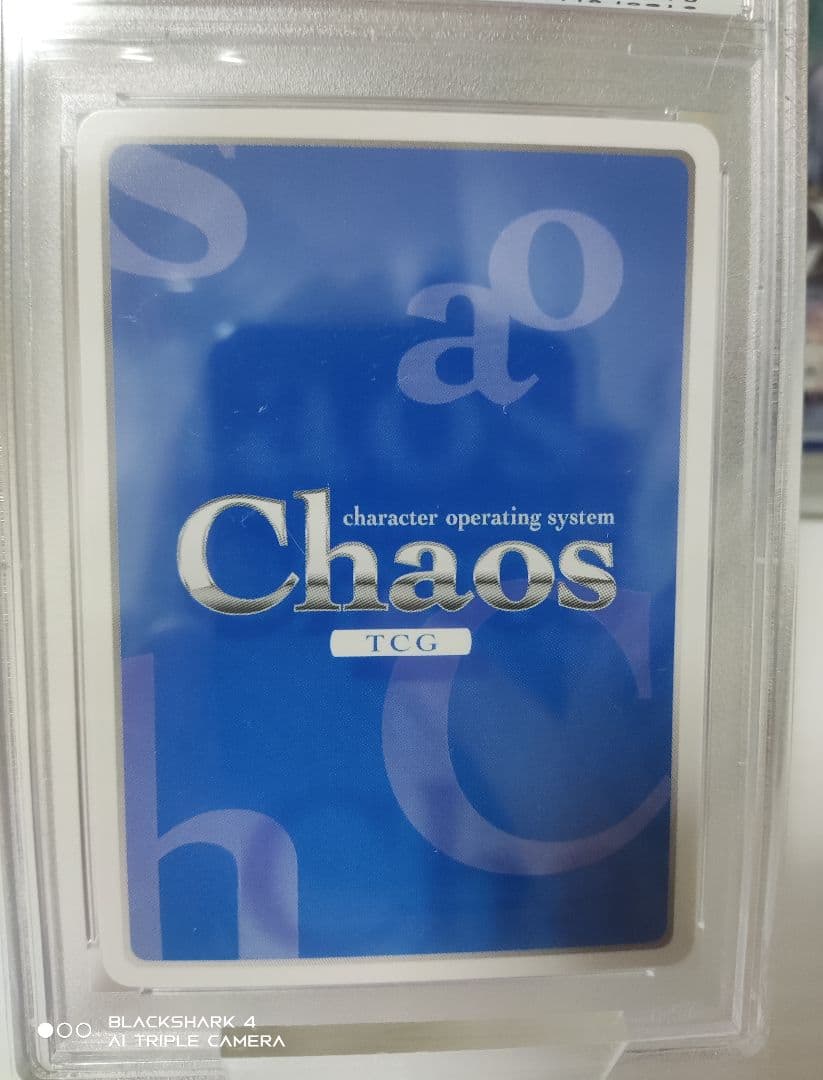 s
o
a
character operating system
Chaos
TCG
C
h
BLACKSHARK 4
AI TRIPLE CAMERA